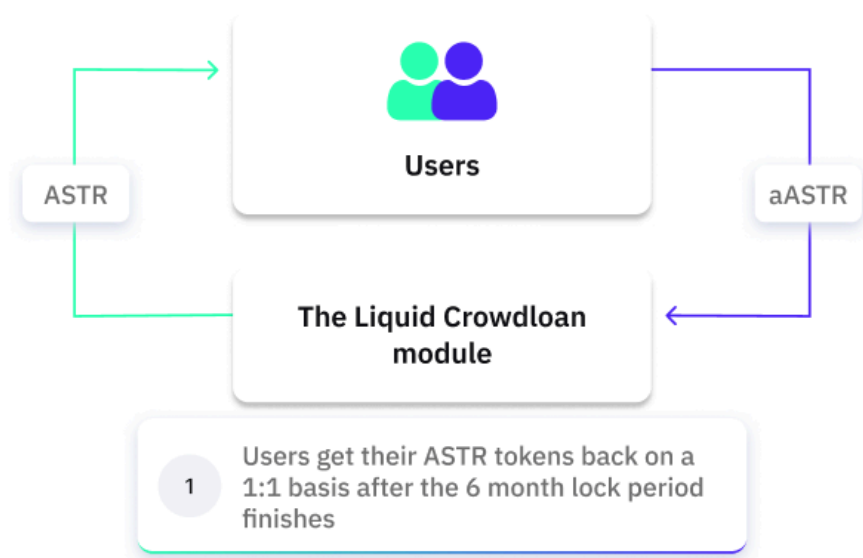 Users
ASTR
aASTR
The Liquid Crowdloan
module
1
Users get their ASTR tokens back on a
1:1 basis after the 6 month lock period
finishes